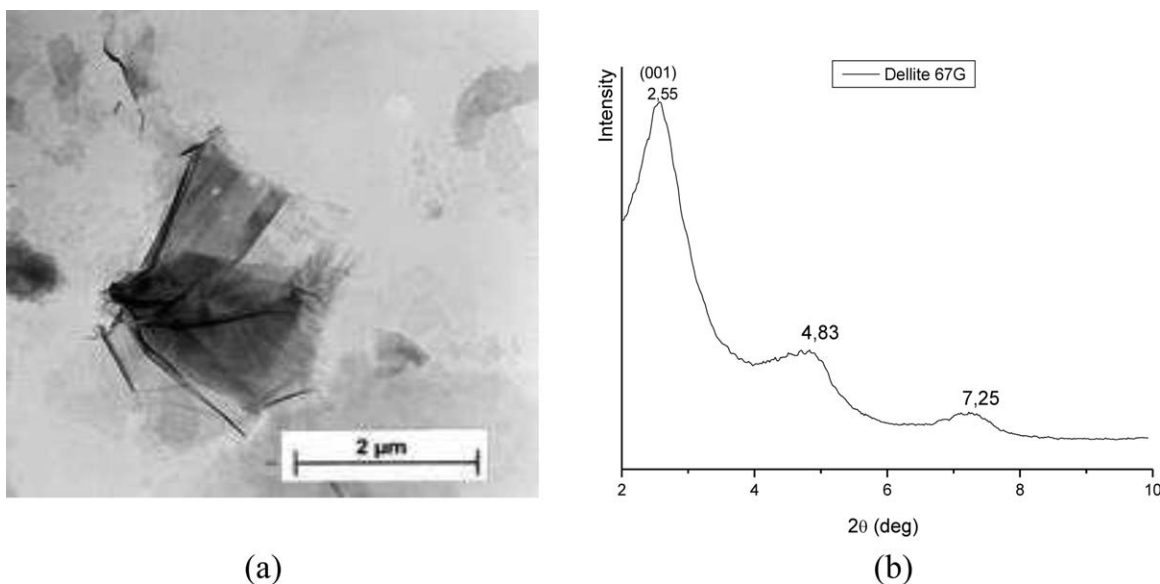 2 µm
(a)
Intensity
(001)
2,55
Dellite 67G
4,83
7,25
2 4 6 8 10
2θ (deg)
(b)